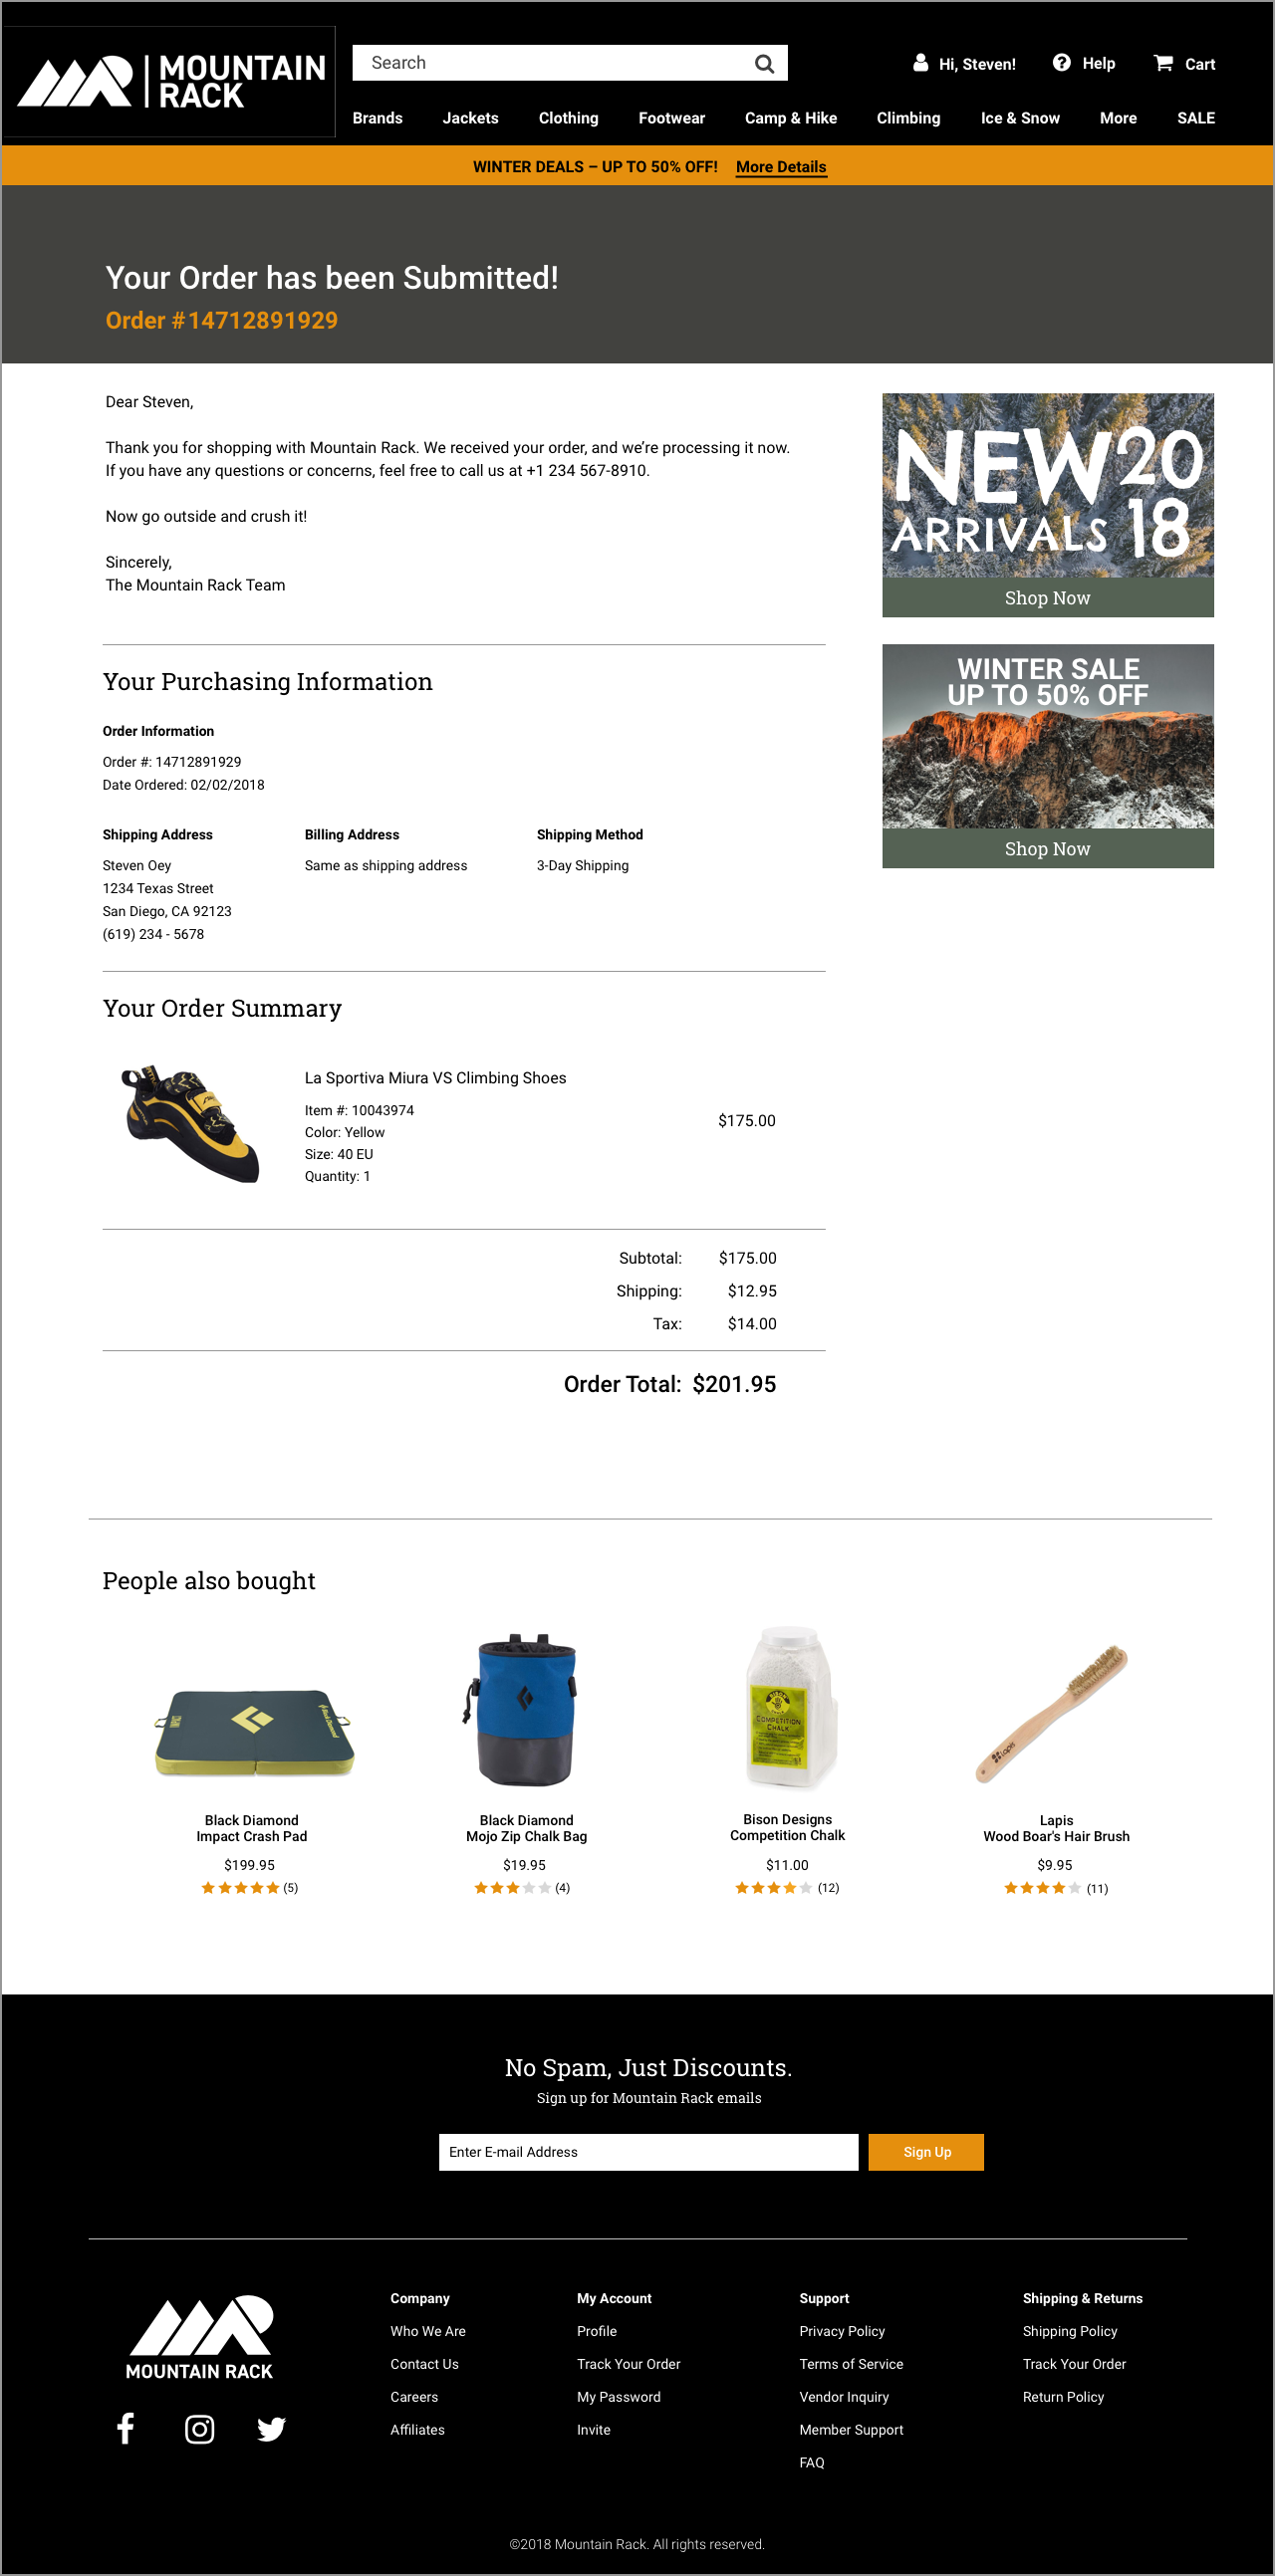 MOUNTAIN
RACK
Search
Hi, Steven!
Help
Cart
Brands
Jackets
Clothing
Footwear
Camp & Hike
Climbing
Ice & Snow
More
SALE
WINTER DEALS – UP TO 50% OFF! More Details
Your Order has been Submitted!
Order #14712891929
Dear Steven,
Thank you for shopping with Mountain Rack. We received your order, and we're processing it now.
If you have any questions or concerns, feel free to call us at +1 234 567-8910.
Now go outside and crush it!
Sincerely,
The Mountain Rack Team
NEW 20
ARRIVALS 18
Shop Now
WINTER SALE
UP TO 50% OFF
Shop Now
Your Purchasing Information
Order Information
Order #: 14712891929
Date Ordered: 02/02/2018
Shipping Address
Steven Oey
1234 Texas Street
San Diego, CA 92123
(619) 234 - 5678
Billing Address
Same as shipping address
Shipping Method
3-Day Shipping
Your Order Summary
La Sportiva Miura VS Climbing Shoes
Item #: 10043974
Color: Yellow
Size: 40 EU
Quantity: 1
$175.00
Subtotal: $175.00
Shipping: $12.95
Tax: $14.00
Order Total: $201.95
People also bought
Black Diamond
Impact Crash Pad
$199.95
(5)
Black Diamond
Mojo Zip Chalk Bag
$19.95
(4)
BISON
COMPETITION
CHALK
Bison Designs
Competition Chalk
$11.00
(12)
Lapis
Lapis
Wood Boar's Hair Brush
$9.95
(11)
No Spam, Just Discounts.
Sign up for Mountain Rack emails
Enter E-mail Address
Sign Up
MOUNTAIN RACK
Company
Who We Are
Contact Us
Careers
Affiliates
My Account
Profile
Track Your Order
My Password
Invite
Support
Privacy Policy
Terms of Service
Vendor Inquiry
Member Support
FAQ
Shipping & Returns
Shipping Policy
Track Your Order
Return Policy
©2018 Mountain Rack. All rights reserved.